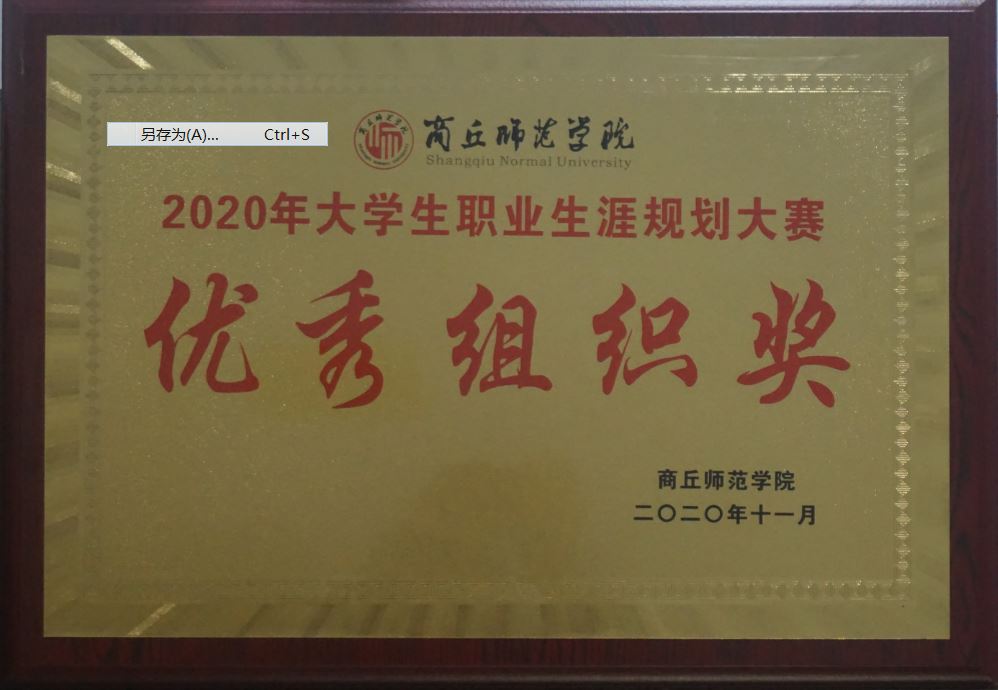 另存为(A)... Ctrl+S
商丘师范学院
Shangqiu Normal University
2020年大学生职业生涯规划大赛
优秀组织奖
商丘师范学院
二〇二〇年十一月